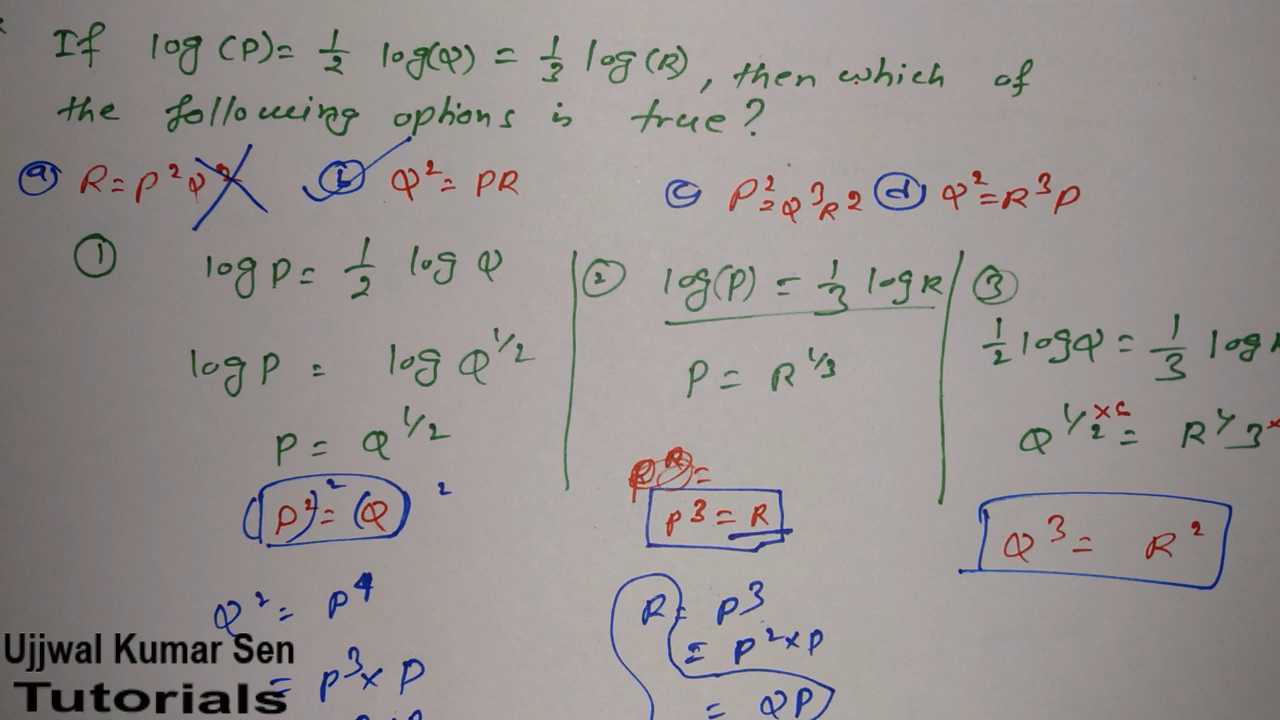 If log(P) = 1/2 log(Q) = 1/3 log(R), then which of
the following options is true?
(a) R = P²Q² (b) Q² = PR (c) P² = Q³R² (d) Q² = R³P
① log P = 1/2 log Q
log P = log Q^1/2
P = Q^1/2
(P²)² = (Q)²
Q² = P⁴
= P³ × P
② log(P) = 1/3 log R
P = R^1/3
P³ = R
R = P³
= P² × P
= QP
③
1/2 log Q = 1/3 log
Q^1/2 = R^1/3
Q³ = R²
Ujjwal Kumar Sen
Tutorials